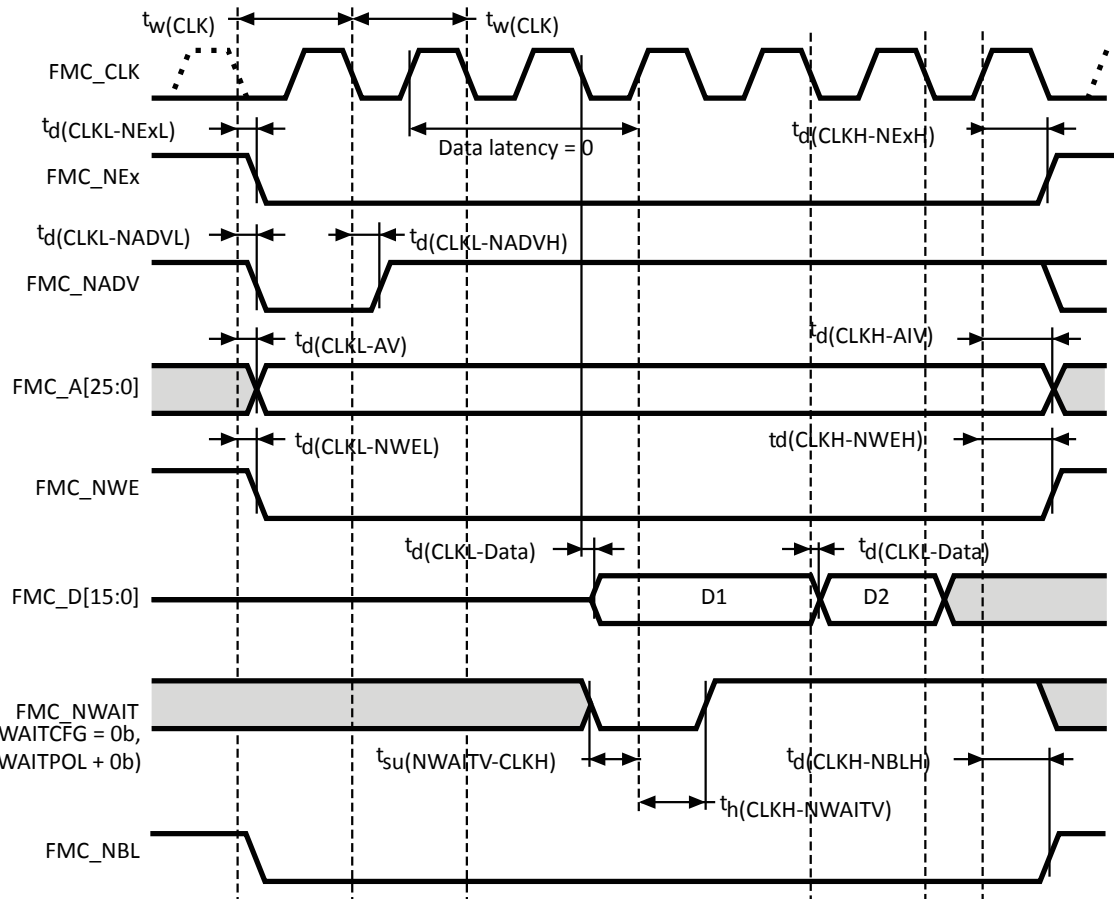 tw(CLK) tw(CLK)
FMC_CLK
td(CLKL-NExL) Data latency = 0 td(CLKH-NExH)
FMC_NEx
td(CLKL-NADVL) td(CLKL-NADVH)
FMC_NADV
td(CLKL-AV) td(CLKH-AIV)
FMC_A[25:0]
td(CLKL-NWEL) td(CLKH-NWEH)
FMC_NWE
td(CLKL-Data) td(CLKL-Data)
FMC_D[15:0] D1 D2
FMC_NWAIT
WAITCFG = 0b,
WAITPOL + 0b)
tsu(NWAITV-CLKH) td(CLKH-NBLH)
th(CLKH-NWAITV)
FMC_NBL